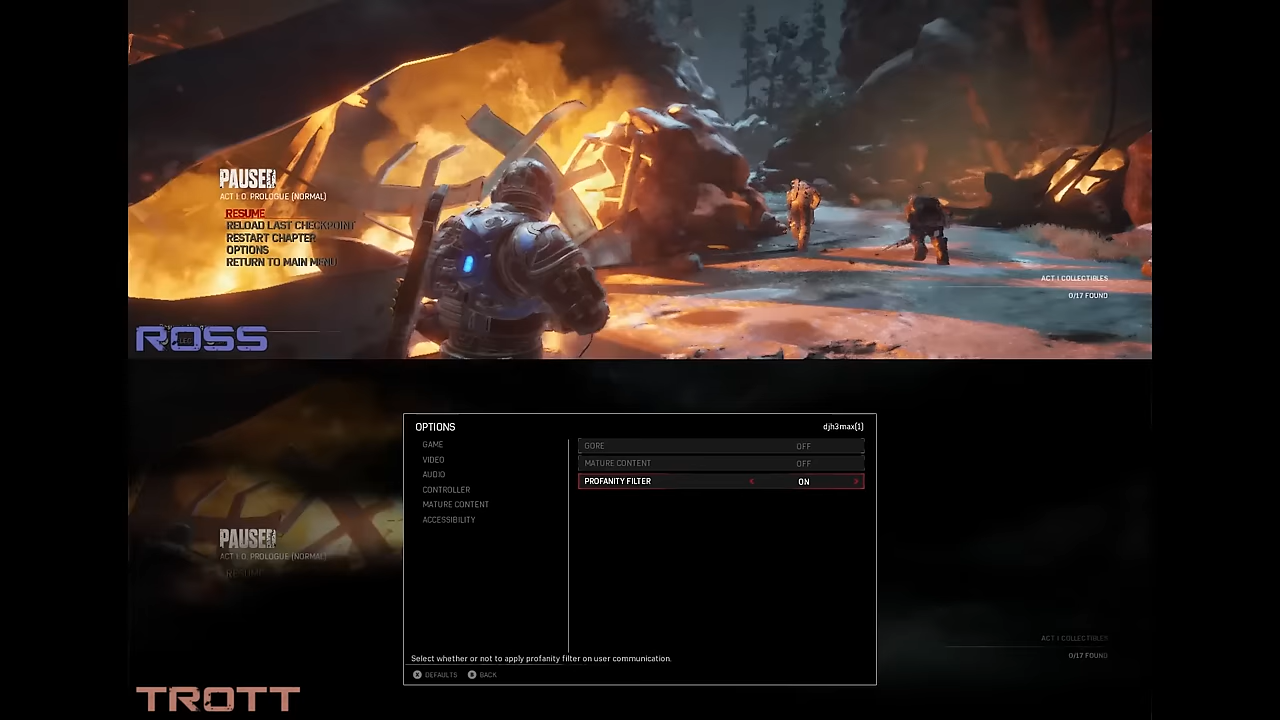 PAUSED
ACT I: 0. PROLOGUE (NORMAL)
RESUME
RELOAD LAST CHECKPOINT
RESTART CHAPTER
OPTIONS
RETURN TO MAIN MENU
ACT I COLLECTIBLES
0/17 FOUND
ROSS
OPTIONS
djh3max(1)
GAME
VIDEO
AUDIO
CONTROLLER
MATURE CONTENT
ACCESSIBILITY
GORE OFF
MATURE CONTENT OFF
PROFANITY FILTER < ON >
PAUSED
ACT I: 0. PROLOGUE (NORMAL)
RESUME
ACT I COLLECTIBLES
0/17 FOUND
Select whether or not to apply profanity filter on user communication.
X DEFAULTS B BACK
TROTT